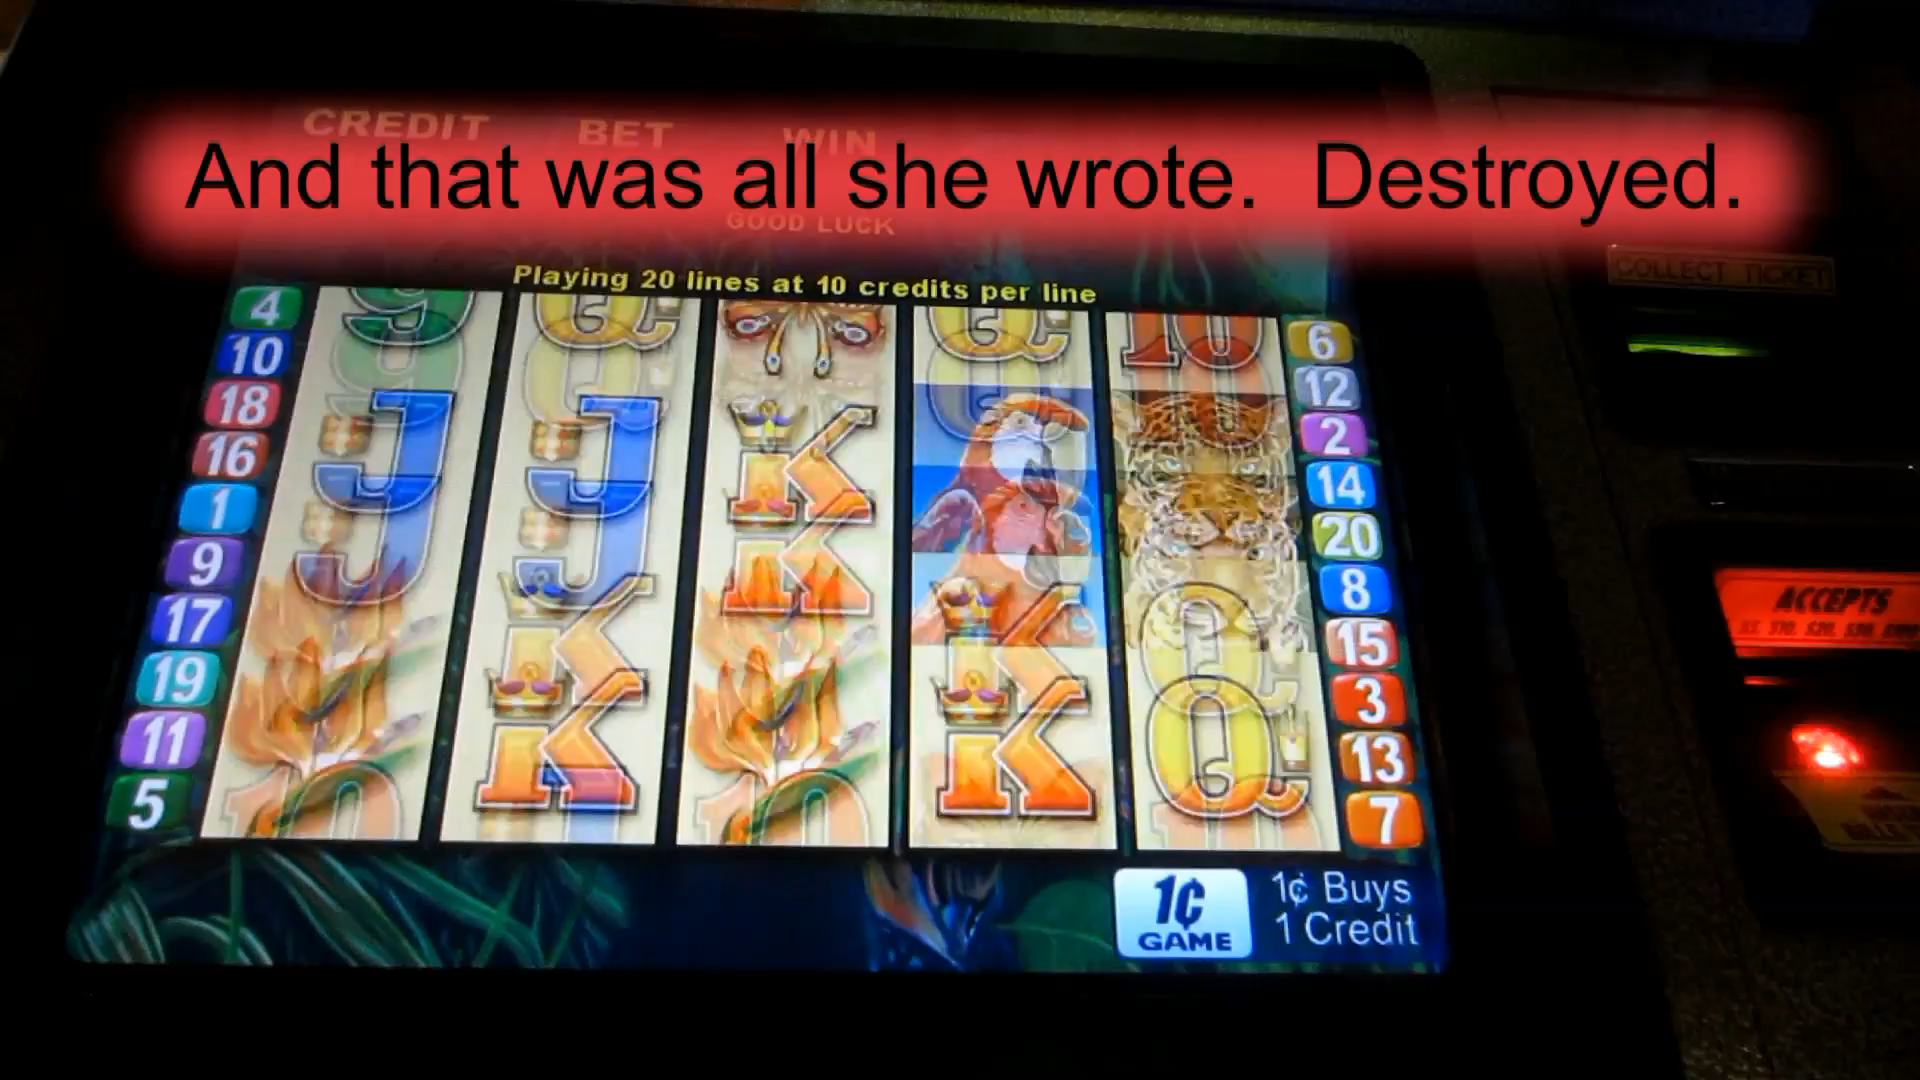 CREDIT BET WIN
And that was all she wrote. Destroyed.
GOOD LUCK
COLLECT TICKET
Playing 20 lines at 10 credits per line
4 9 Q Q 10 6
10 12
18 J J K 2
16 14
1 20
9 8
17 K 15
19 3
11 K K Q 13
5 7
ACCEPTS
1¢ GAME
1¢ Buys
1 Credit